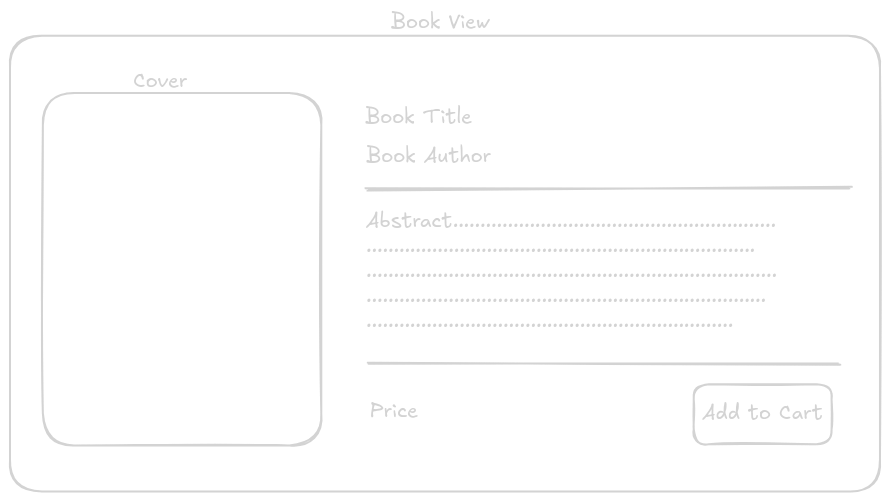 Book View
Cover
Book Title
Book Author
Abstract.......................................................
.................................................................
.....................................................................
...................................................................
.............................................................
Price
Add to Cart